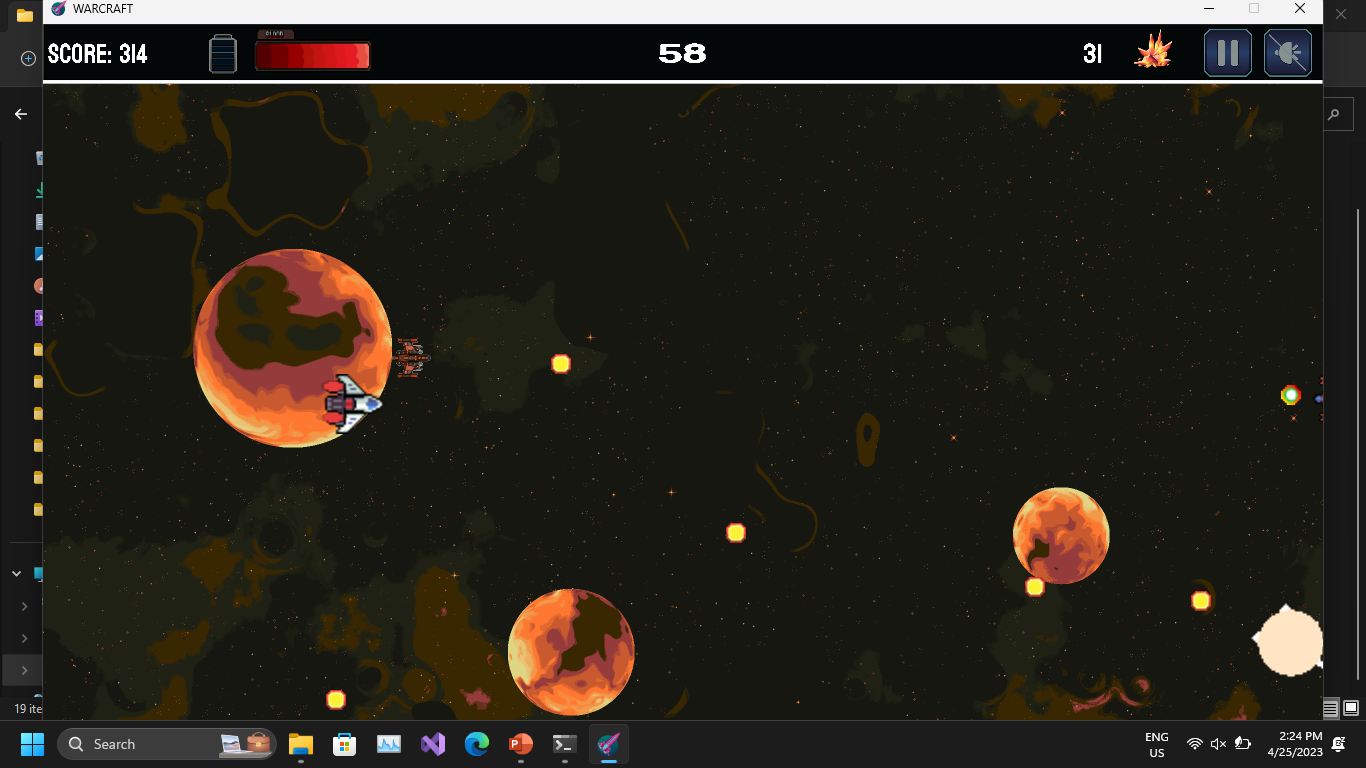 WARCRAFT
SCORE: 314
58
31
19 ite
Search
ENG
US
2:24 PM
4/25/2023